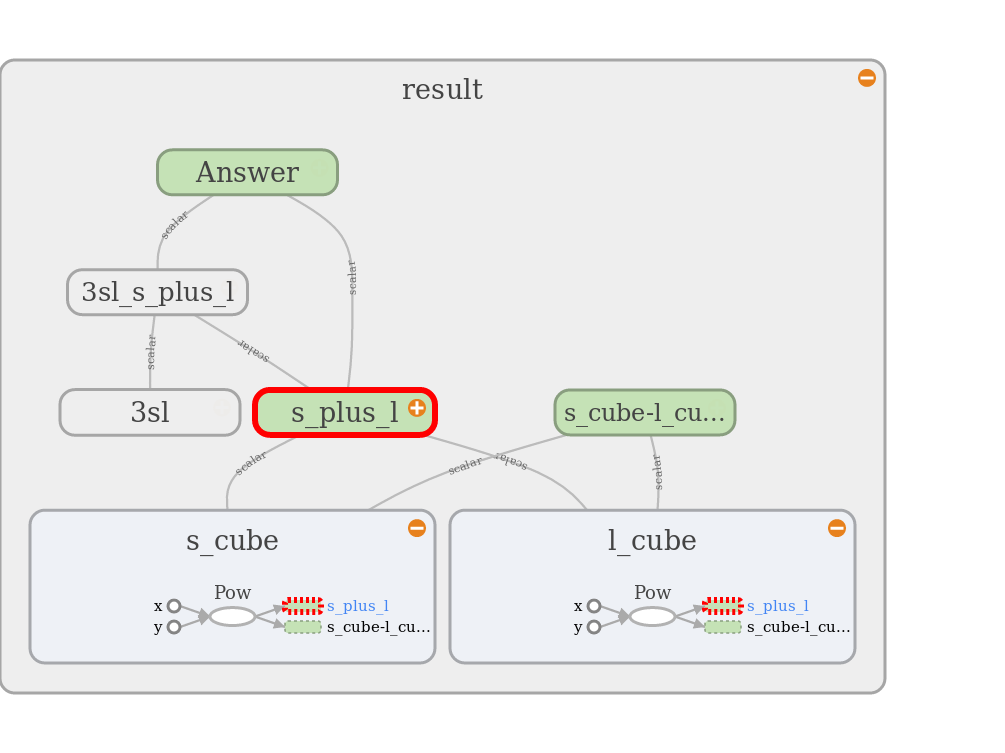 result
Answer
scalar
scalar
3sl_s_plus_l
scalar
scalar
3sl
s_plus_l
s_cube-l_cu...
scalar
scalar
scalar
scalar
s_cube
l_cube
Pow
Pow
x
s_plus_l
x
s_plus_l
y
s_cube-l_cu...
y
s_cube-l_cu...